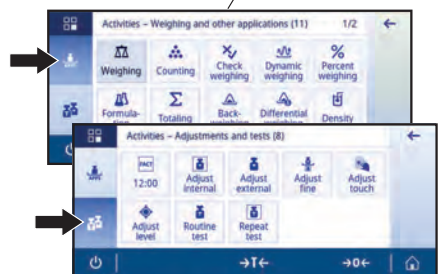 Activities – Weighing and other applications (11) 1/2
Weighing Counting Check weighing Dynamic weighing Percent weighing
Formula- Totaling Back- Differential Density
Activities – Adjustments and tests (8)
FACT
12:00 Adjust internal Adjust external Adjust fine Adjust touch
Adjust level Routine test Repeat test
→T← →0←